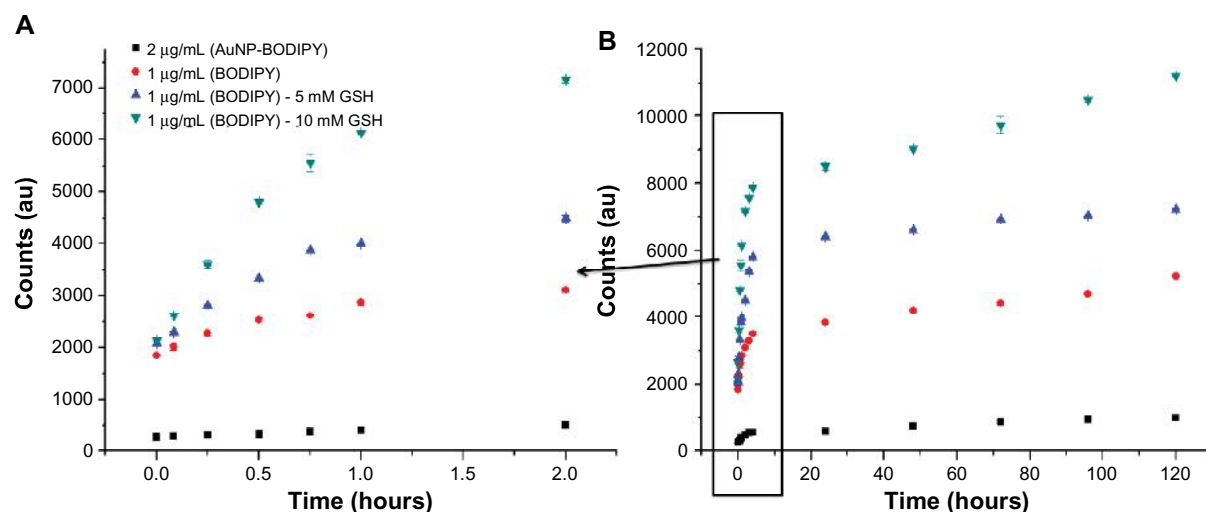 A
2 µg/mL (AuNP-BODIPY)
1 µg/mL (BODIPY)
1 µg/mL (BODIPY) - 5 mM GSH
1 µg/mL (BODIPY) - 10 mM GSH
7000
6000
5000
4000
3000
2000
1000
0
Counts (au)
0.0 0.5 1.0 1.5 2.0
Time (hours)
B
12000
10000
8000
6000
4000
2000
0
Counts (au)
0 20 40 60 80 100 120
Time (hours)